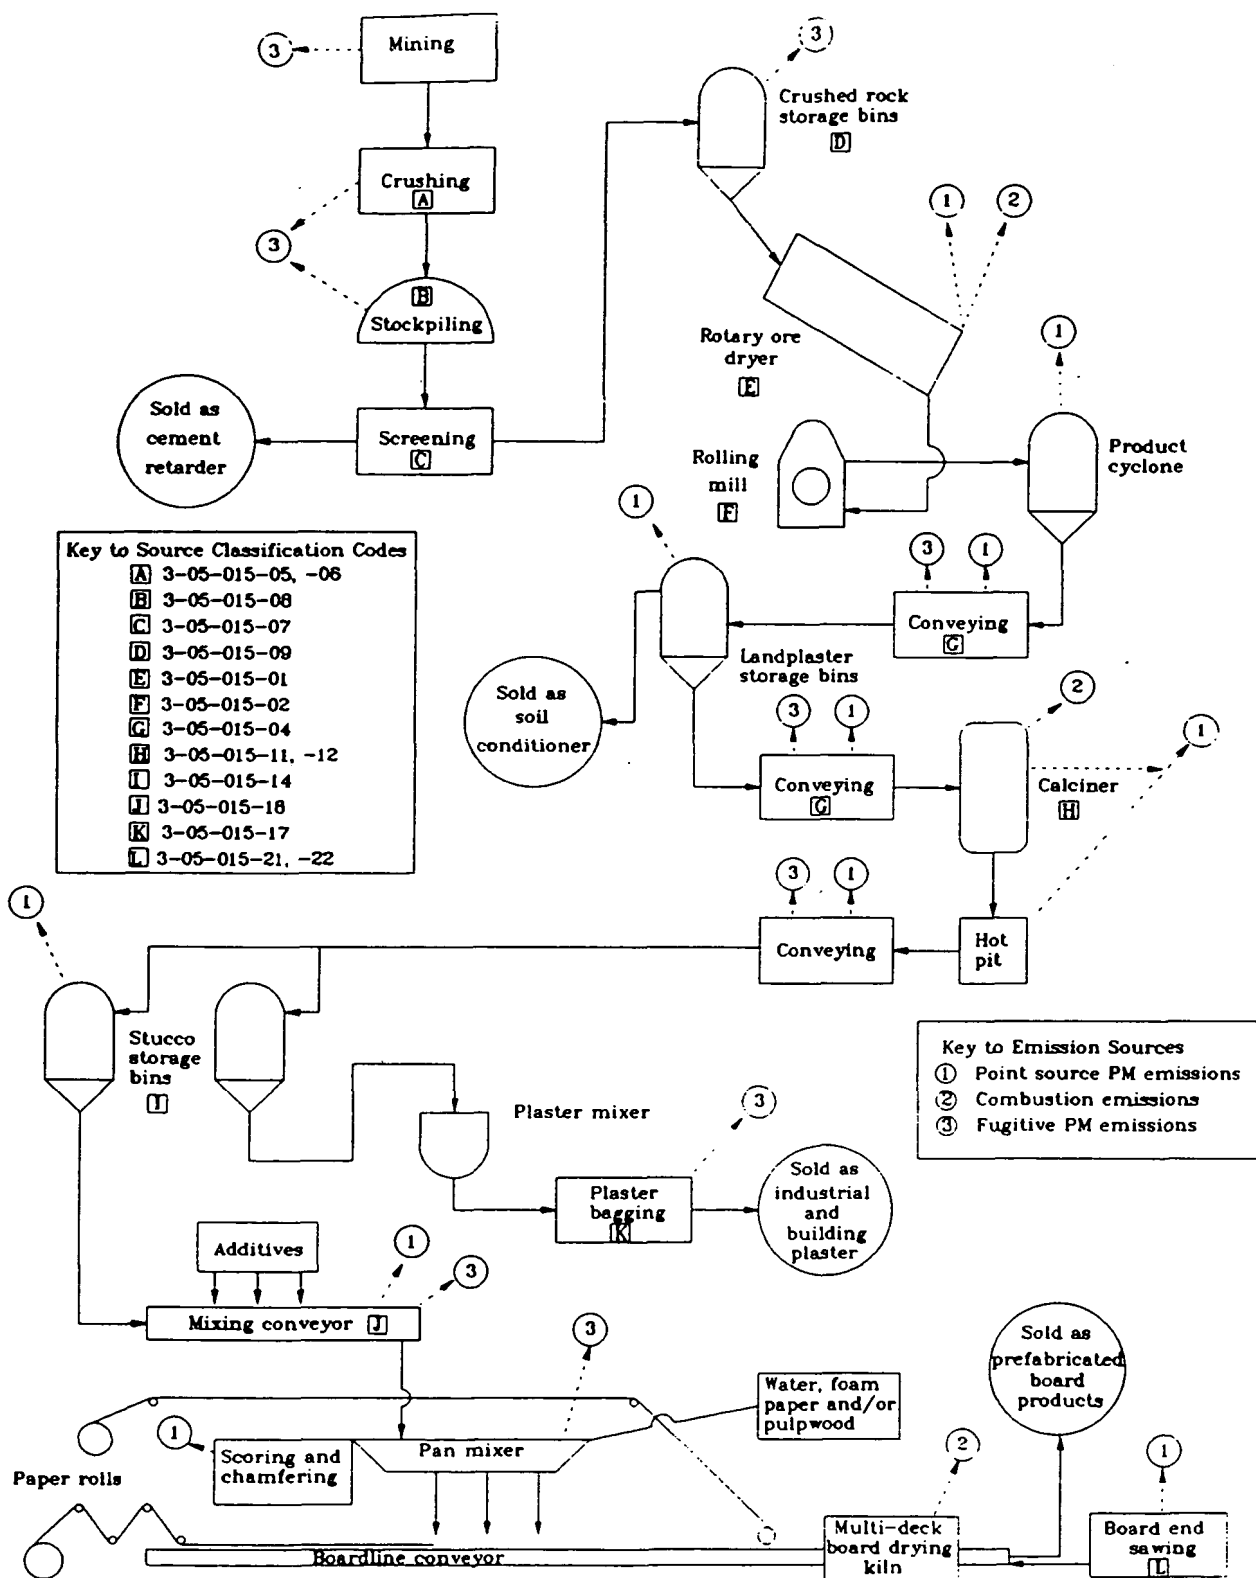 3
Mining
3
Crushed rock
storage bins
D
Crushing
A
3
1
2
B
Stockpiling
Rotary ore
dryer
E
1
Sold as
cement
retarder
Screening
C
Rolling
mill
F
Product
cyclone
1
3
1
Key to Source Classification Codes
A 3-05-015-05, -06
B 3-05-015-08
C 3-05-015-07
D 3-05-015-09
E 3-05-015-01
F 3-05-015-02
G 3-05-015-04
H 3-05-015-11, -12
I 3-05-015-14
J 3-05-015-18
K 3-05-015-17
L 3-05-015-21, -22
Conveying
G
Landplaster
storage bins
Sold as
soil
conditioner
3
1
2
1
Conveying
G
Calciner
H
3
1
1
Conveying
Hot
pit
Stucco
storage
bins
I
Key to Emission Sources
1 Point source PM emissions
2 Combustion emissions
3 Fugitive PM emissions
Plaster mixer
3
Plaster
bagging
K
Sold as
industrial
and
building
plaster
Additives
1
3
Mixing conveyor J
3
Sold as
prefabricated
board
products
Water, foam
paper and/or
pulpwood
1
Scoring and
chamfering
Pan mixer
2
1
Paper rolls
Boardline conveyor
Multi-deck
board drying
kiln
Board end
sawing
L